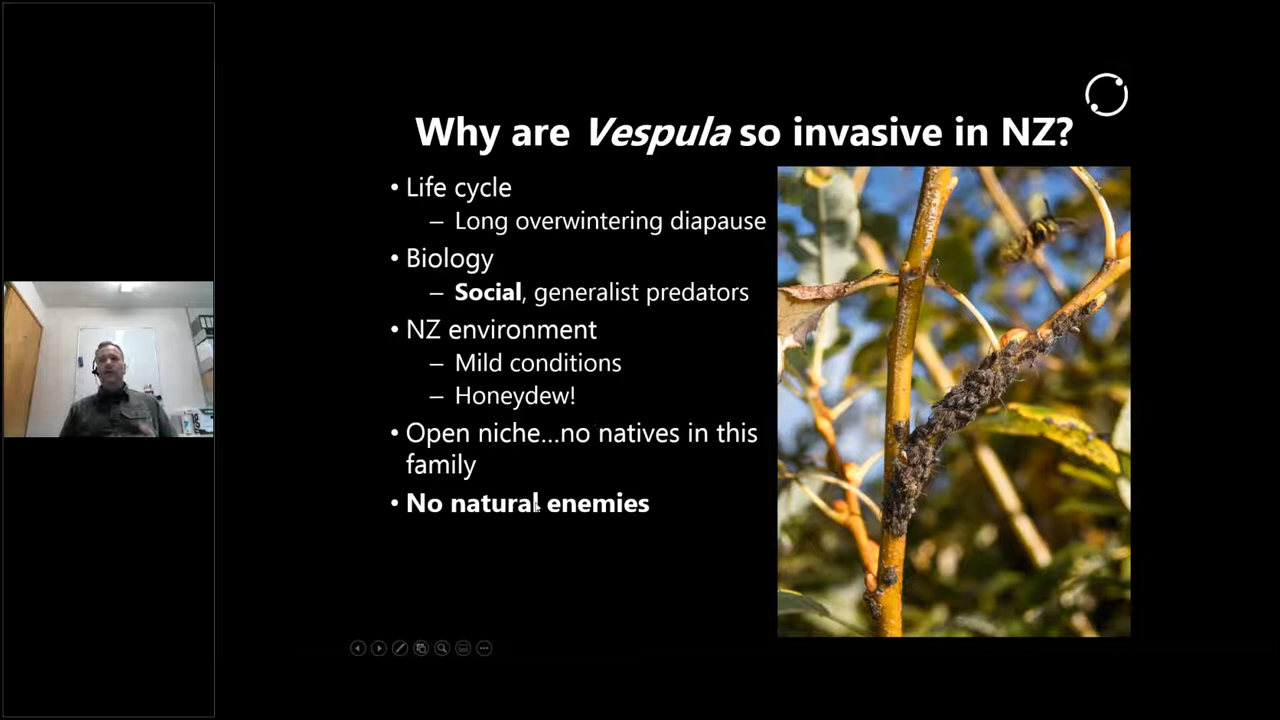 Why are Vespula so invasive in NZ?
• Life cycle
– Long overwintering diapause
• Biology
– Social, generalist predators
• NZ environment
– Mild conditions
– Honeydew!
• Open niche...no natives in this
family
• No natural enemies